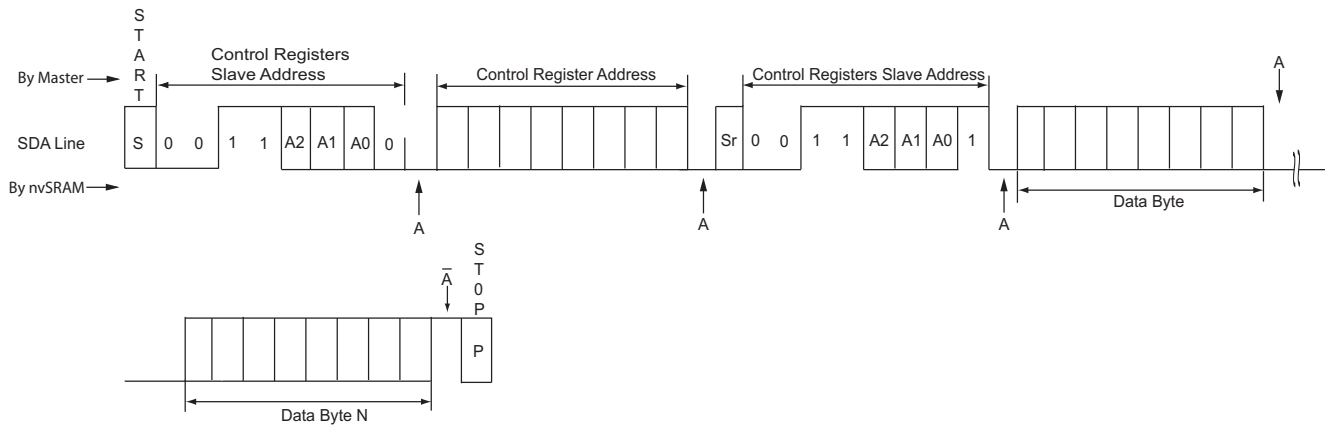 START
Control Registers
Slave Address
By Master
Control Register Address
Control Registers Slave Address
A
SDA Line
S 0 0 1 1 A2 A1 A0 0
Sr 0 0 1 1 A2 A1 A0 1
By nvSRAM
A
A
A
Data Byte
ST0P
A̅
P
Data Byte N